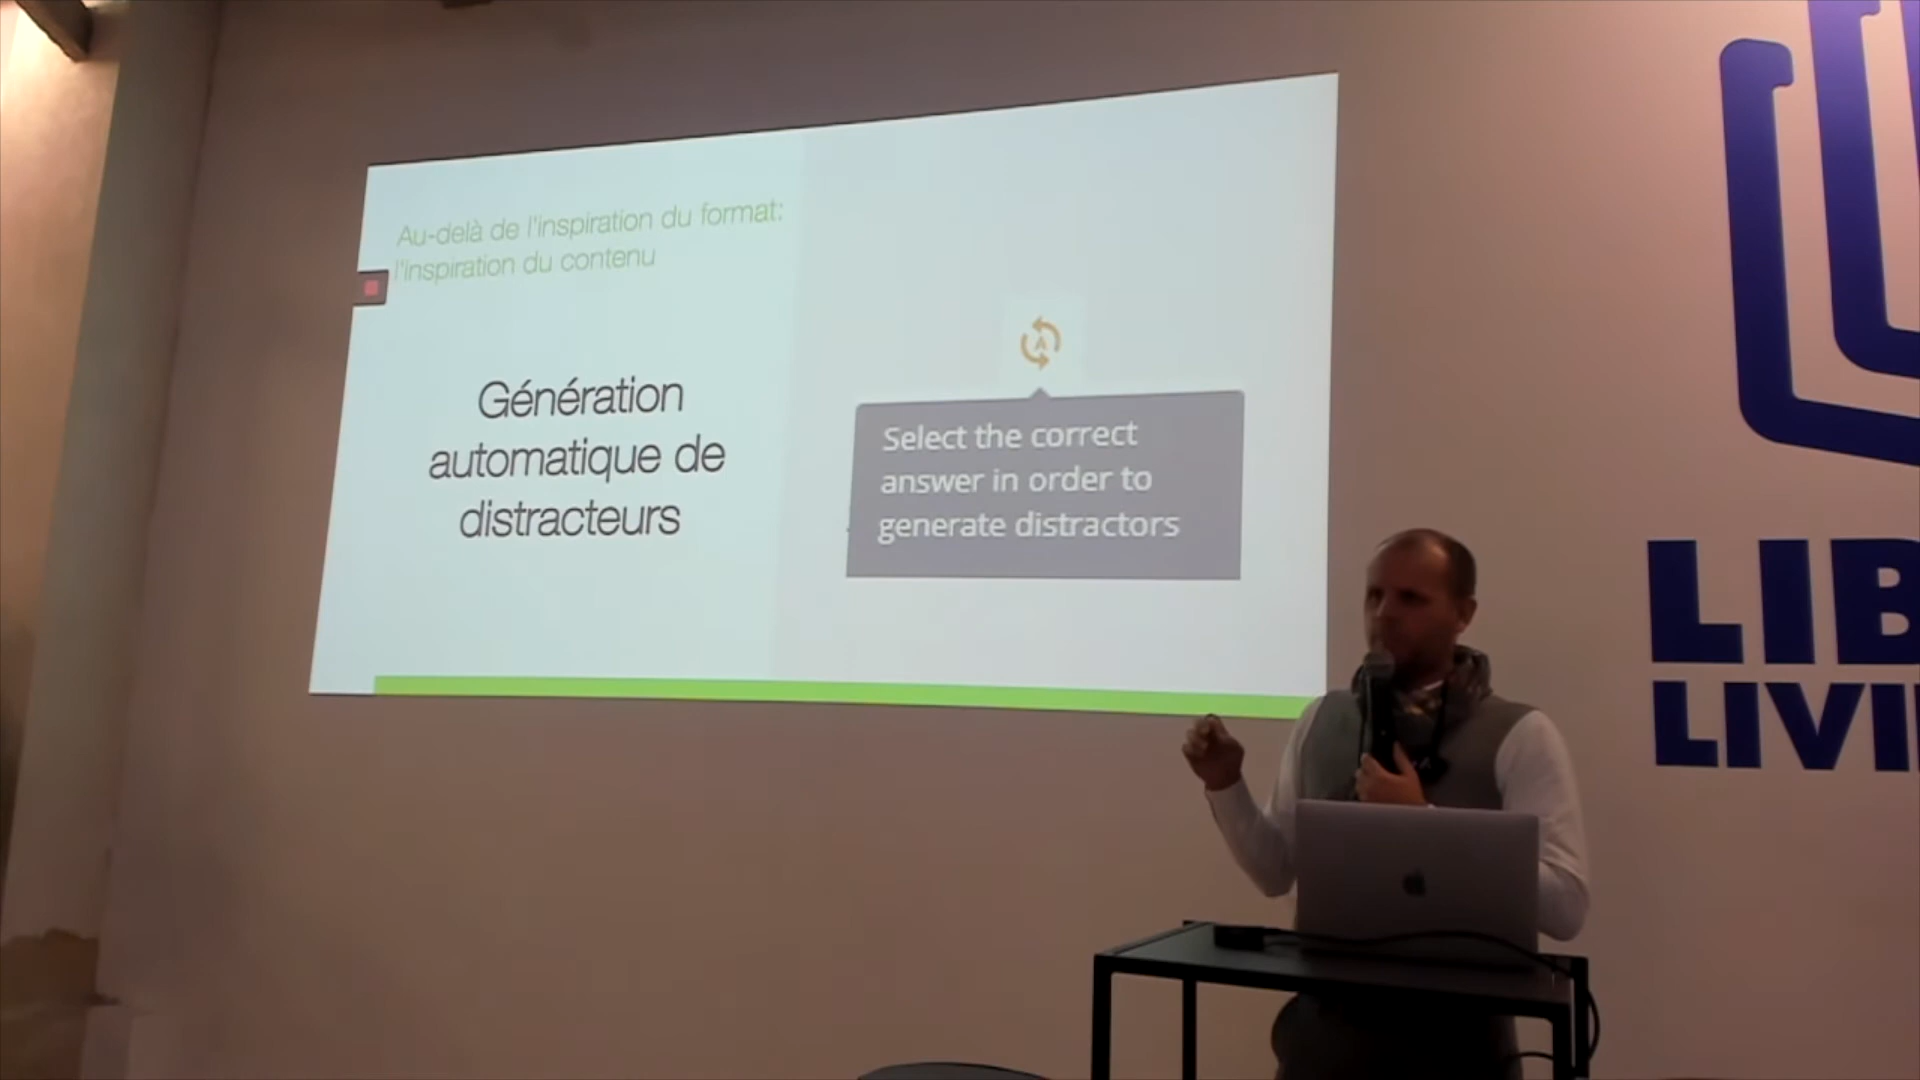 Au-delà de l'inspiration du format:
l'inspiration du contenu
Génération
automatique de
distracteurs
A
Select the correct
answer in order to
generate distractors
LIB
LIVI